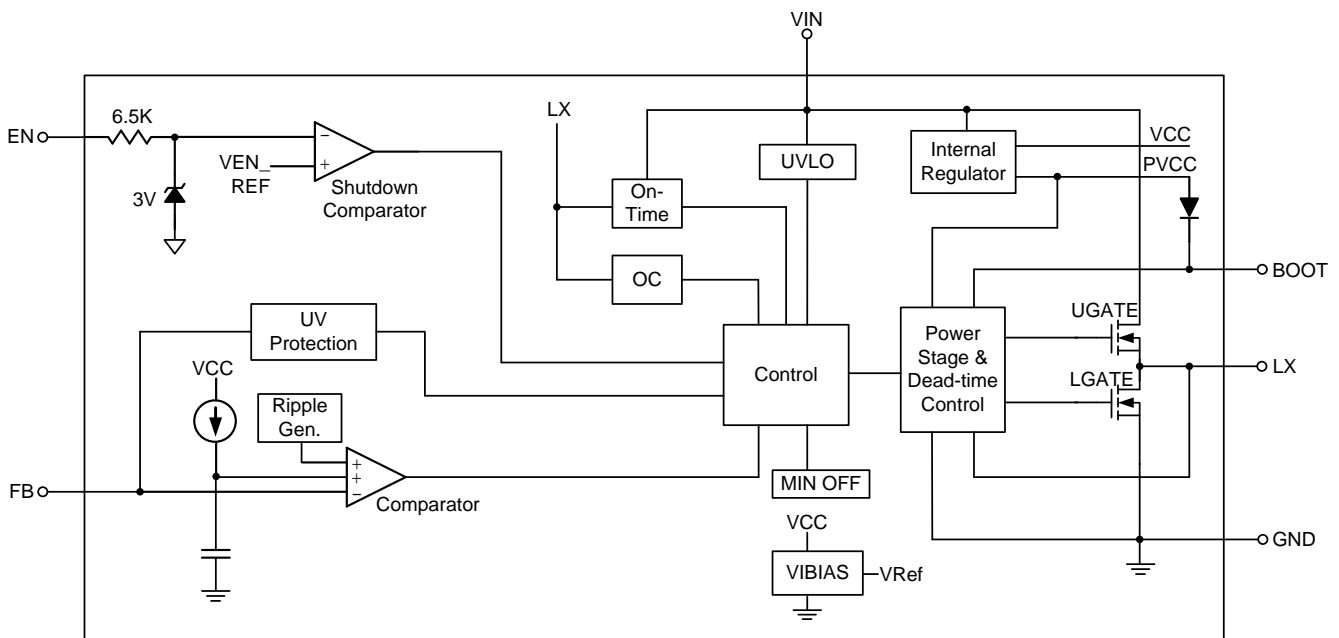 VIN
EN
6.5K
3V
−
+
VEN_
REF
Shutdown
Comparator
LX
On-
Time
OC
UVLO
Internal
Regulator
VCC
PVCC
BOOT
UV
Protection
VCC
Ripple
Gen.
+
+
−
Comparator
FB
Control
MIN OFF
Power
Stage &
Dead-time
Control
UGATE
LGATE
LX
GND
VCC
VIBIAS
VRef